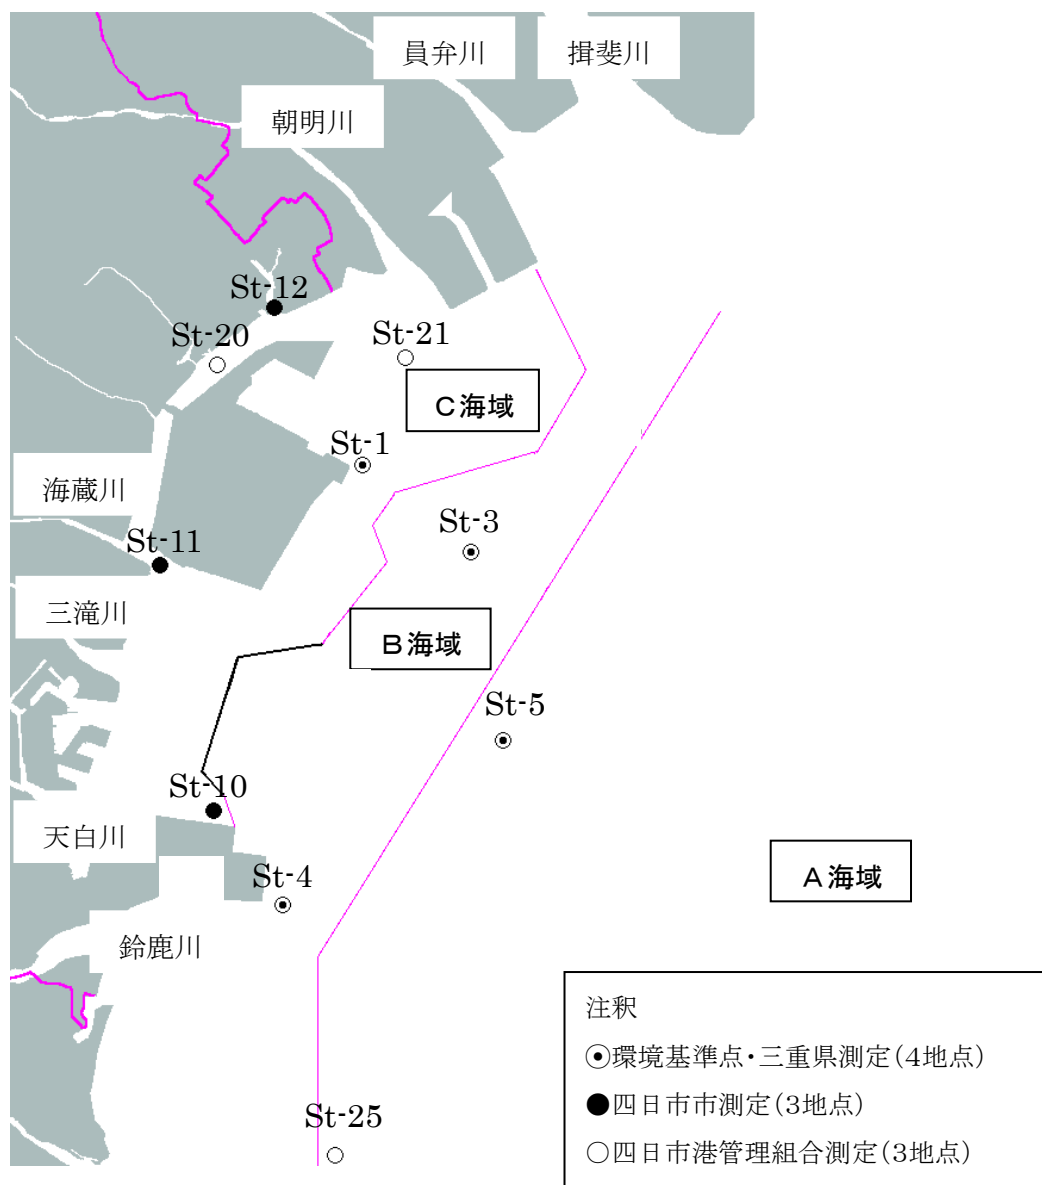 員弁川
揖斐川
朝明川
St-12
St-20
St-21
C海域
St-1
海蔵川
St-3
St-11
三滝川
B海域
St-5
St-10
天白川
A海域
St-4
鈴鹿川
注釈
◉環境基準点・三重県測定(4地点)
●四日市市測定(3地点)
○四日市港管理組合測定(3地点)
St-25